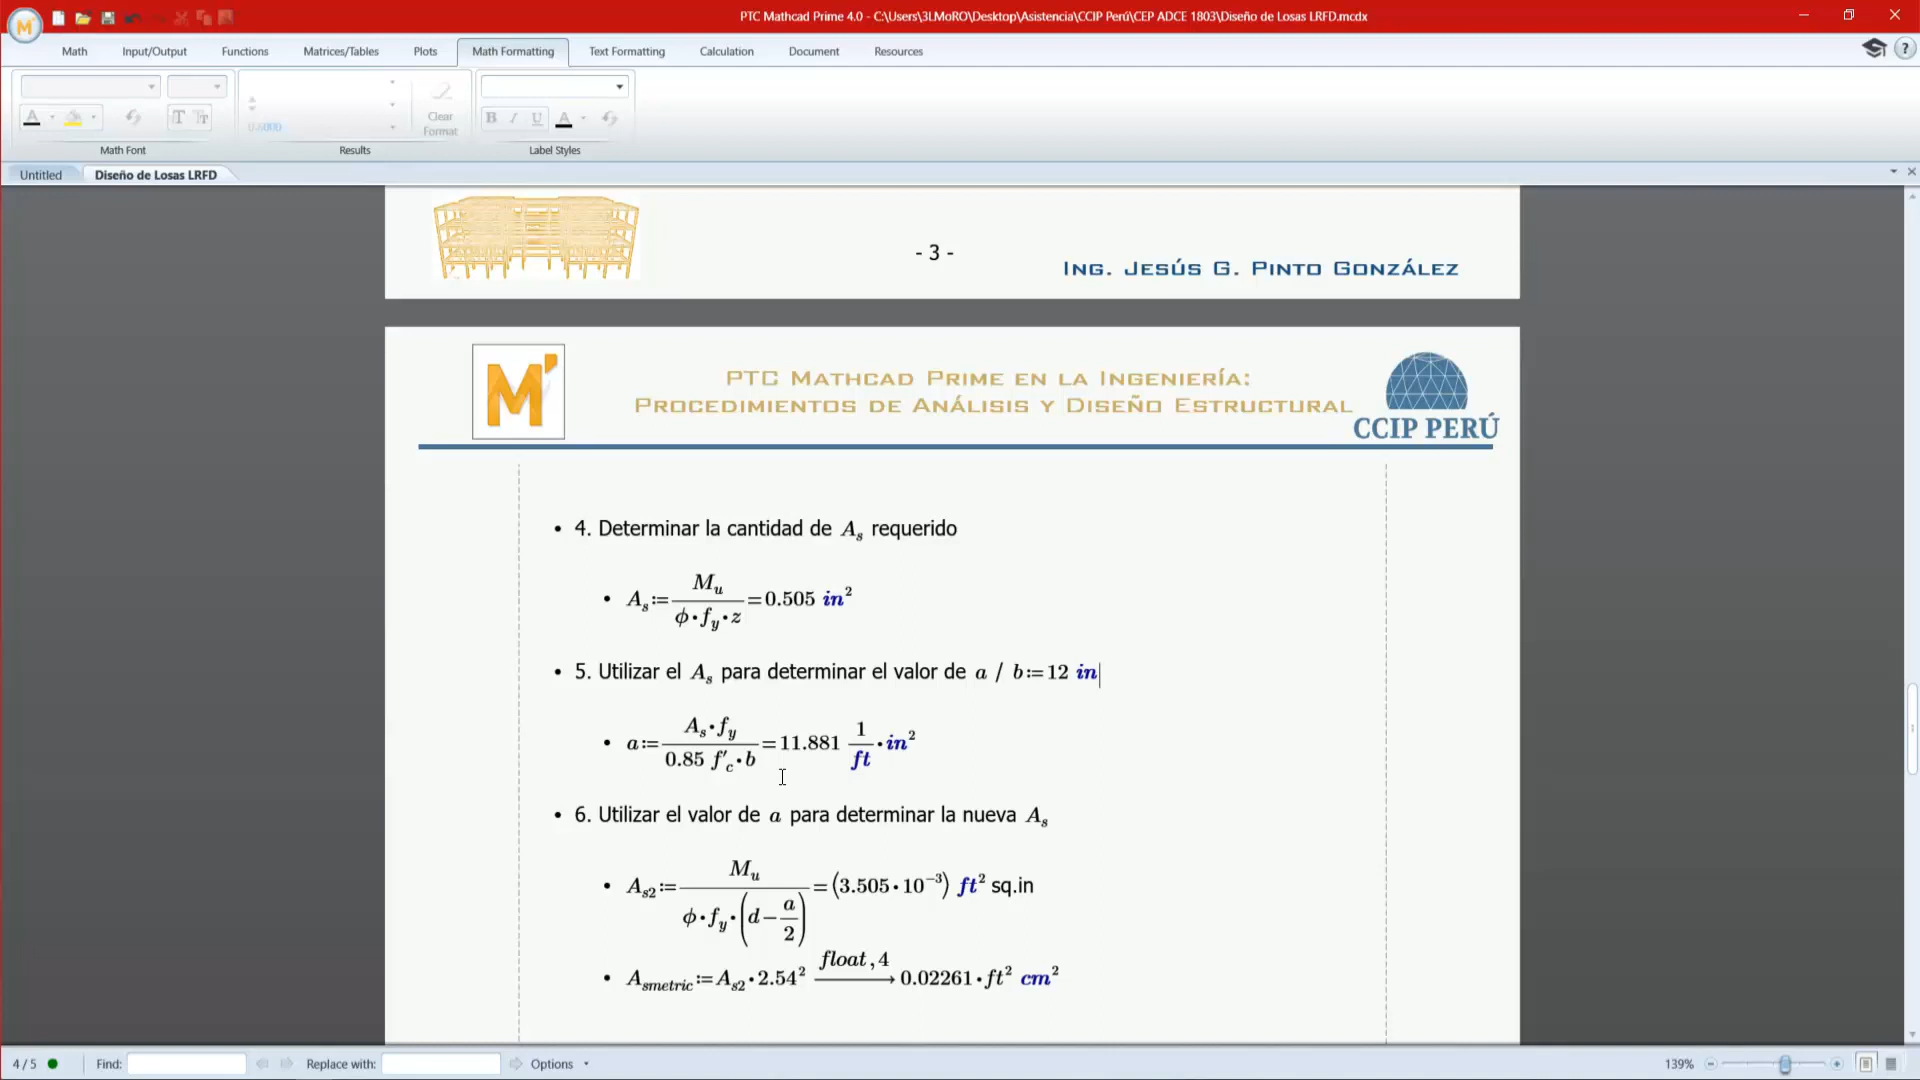 PTC Mathcad Prime 4.0 - C:\Users\3LMoRO\Desktop\Asistencia\CCIP Perú\CEP ADCE 1803\Diseño de Losas LRFD.mcdx
Math Input/Output Functions Matrices/Tables Plots Math Formatting Text Formatting Calculation Document Resources
Clear
Format
Math Font Results Label Styles
Untitled Diseño de Losas LRFD
- 3 -
Ing. Jesús G. Pinto González
PTC Mathcad Prime en la Ingeniería:
Procedimientos de Análisis y Diseño Estructural
CCIP PERÚ
• 4. Determinar la cantidad de A_s requerido
• A_s:=M_u/(ϕ•f_y•z)=0.505 in²
• 5. Utilizar el A_s para determinar el valor de a / b:=12 in
• a:=(A_s•f_y)/(0.85 f'_c•b)=11.881 1/ft•in²
• 6. Utilizar el valor de a para determinar la nueva A_s
• A_s2:=M_u/(ϕ•f_y•(d−a/2))=(3.505•10⁻³) ft² sq.in
• A_smetric:=A_s2•2.54² float,4 → 0.02261•ft² cm²
4 / 5 Find: Replace with: Options 139%